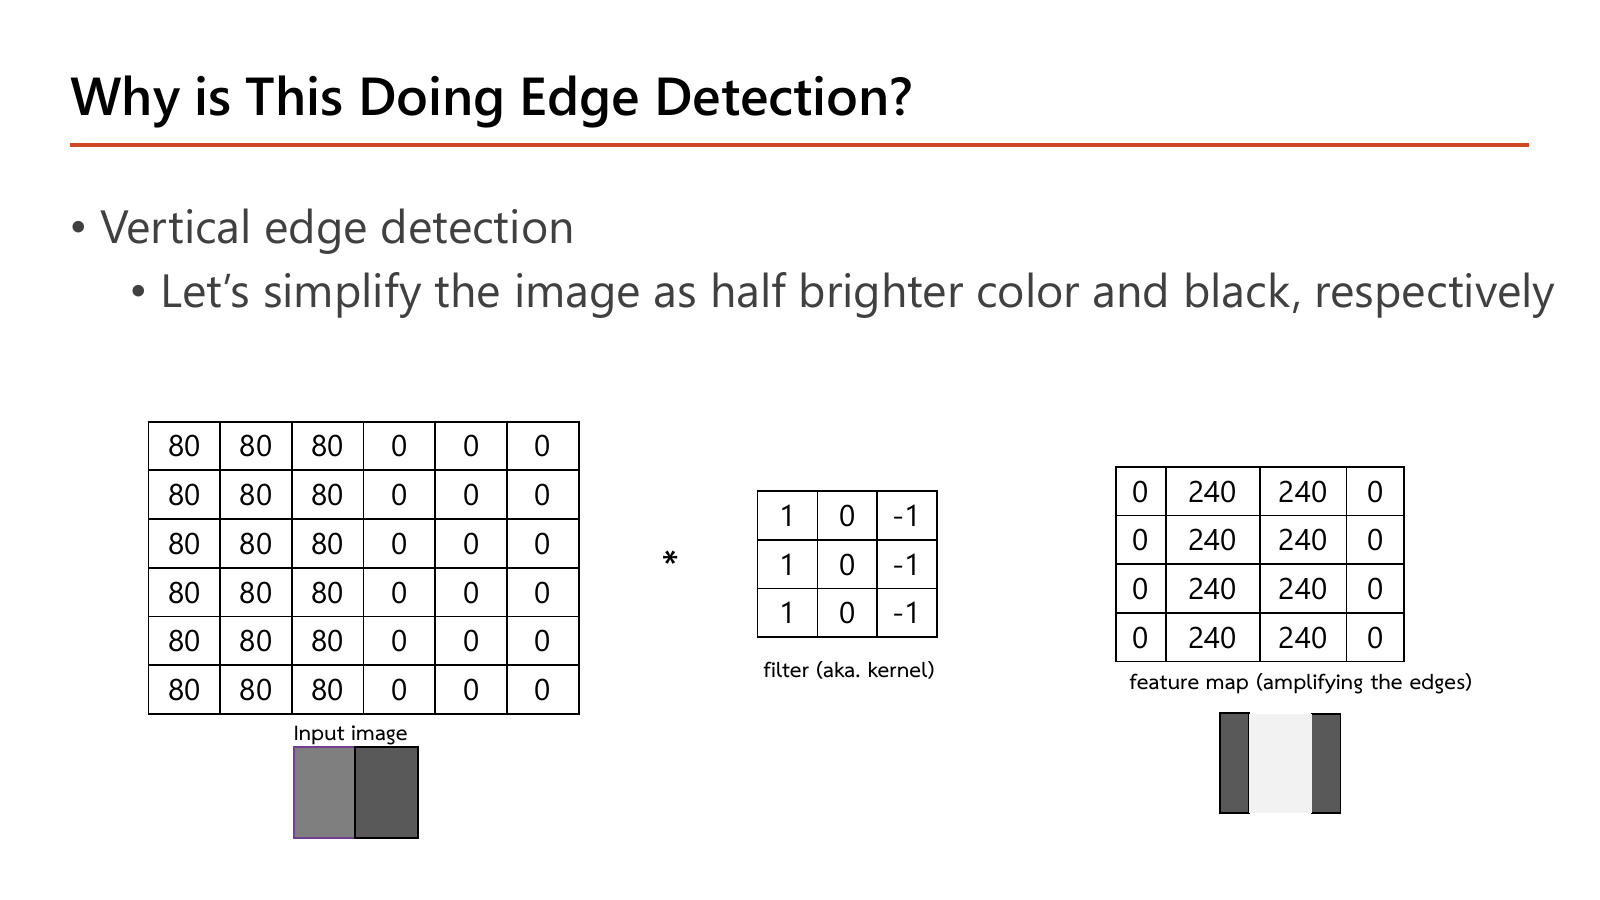 Why is This Doing Edge Detection?
• Vertical edge detection
• Let's simplify the image as half brighter color and black, respectively
80 80 80 0 0 0
80 80 80 0 0 0
80 80 80 0 0 0
80 80 80 0 0 0
80 80 80 0 0 0
80 80 80 0 0 0
Input image
*
1 0 -1
1 0 -1
1 0 -1
filter (aka. kernel)
0 240 240 0
0 240 240 0
0 240 240 0
0 240 240 0
feature map (amplifying the edges)